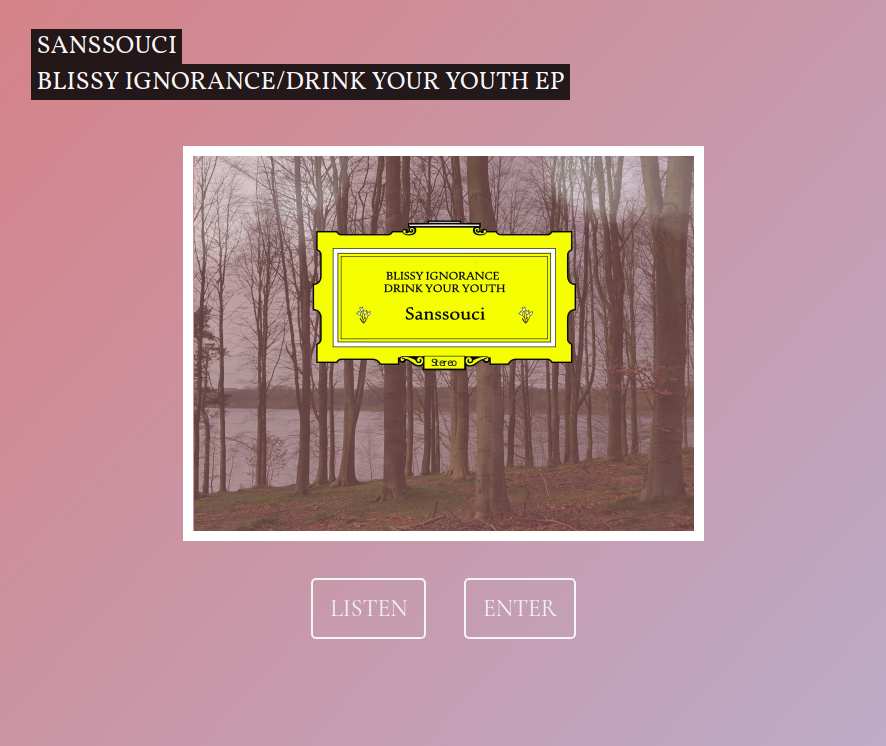 SANSSOUCI
BLISSY IGNORANCE/DRINK YOUR YOUTH EP
BLISSY IGNORANCE
DRINK YOUR YOUTH
Sanssouci
Stereo
LISTEN
ENTER